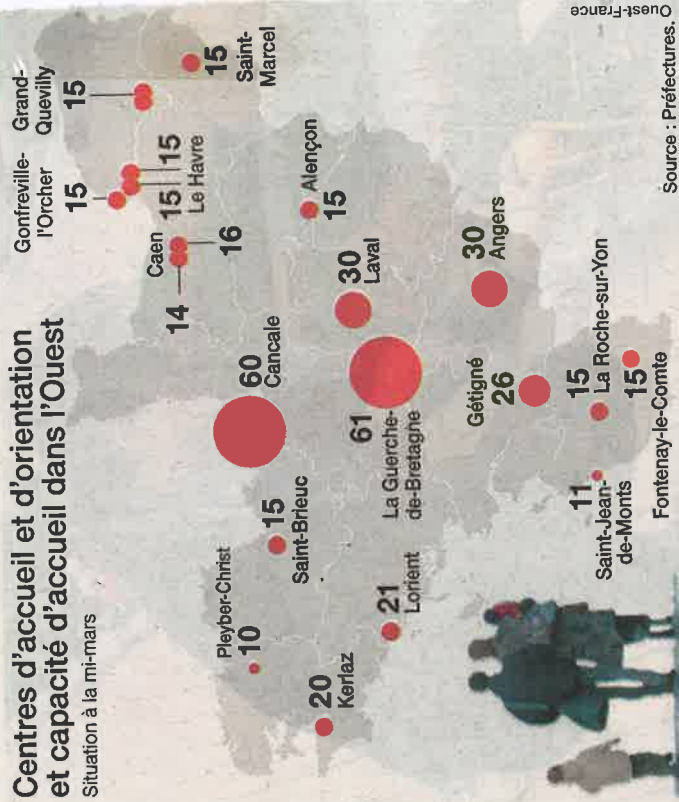 Centres d'accueil et d'orientation
et capacité d'accueil dans l'Ouest
Situation à la mi-mars
Gonfreville-
l'Orcher
15
Grand-
Quevilly
15
15
Saint-
Marcel
15
15
Le Havre
Caen
14
16
Alençon
15
60
Cancale
30
Laval
Pleyber-Christ
10
15
Saint-Brieuc
20
Kerlaz
61
La Guerche-
de-Bretagne
21
Lorient
30
Angers
Gétigné
26
15
La Roche-sur-Yon
11
Saint-Jean-
de-Monts
15
Fontenay-le-Comte
Source : Préfectures.
Ouest-France